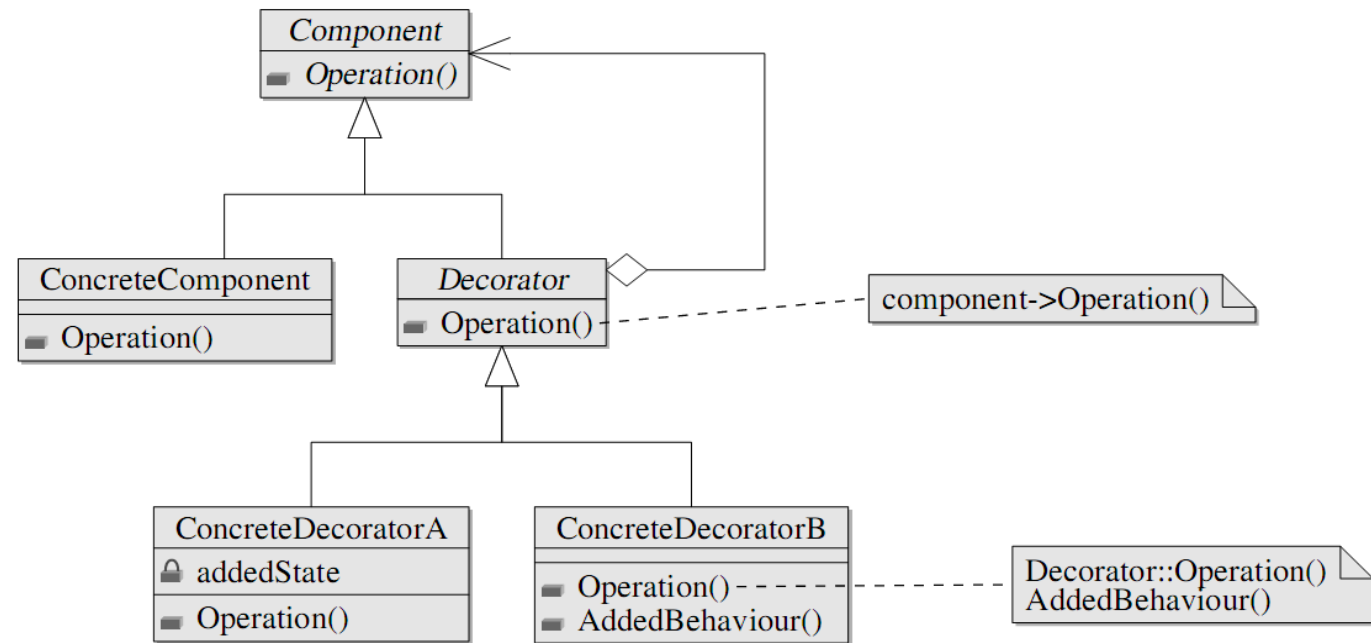 Component
Operation()
ConcreteComponent
Operation()
Decorator
Operation()
component->Operation()
ConcreteDecoratorA
addedState
Operation()
ConcreteDecoratorB
Operation()
AddedBehaviour()
Decorator::Operation()
AddedBehaviour()